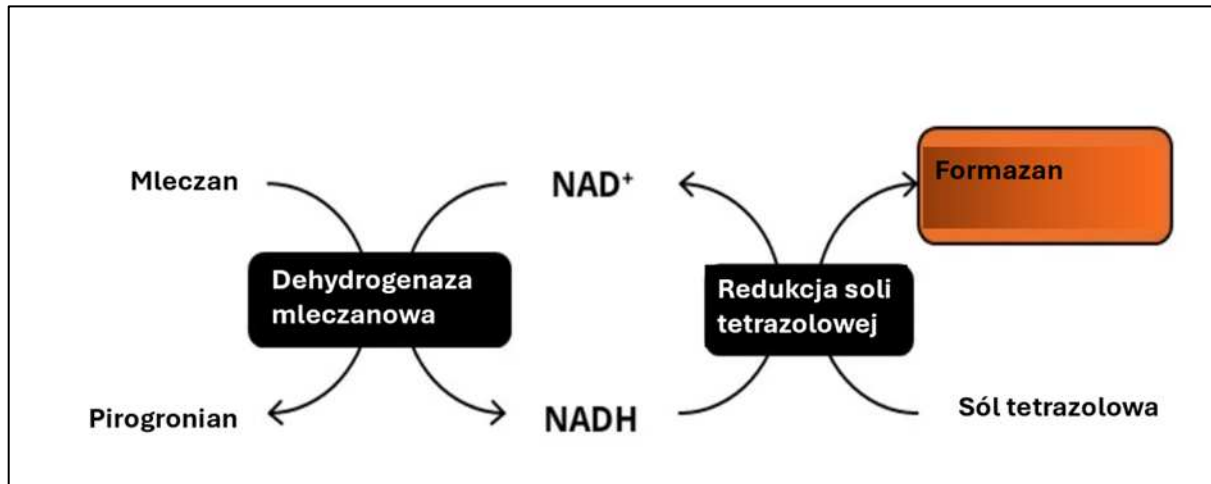 Mleczan
NAD⁺
Formazan
Dehydrogenaza
mleczanowa
Redukcja soli
tetrazolowej
Pirogronian
NADH
Sól tetrazolowa